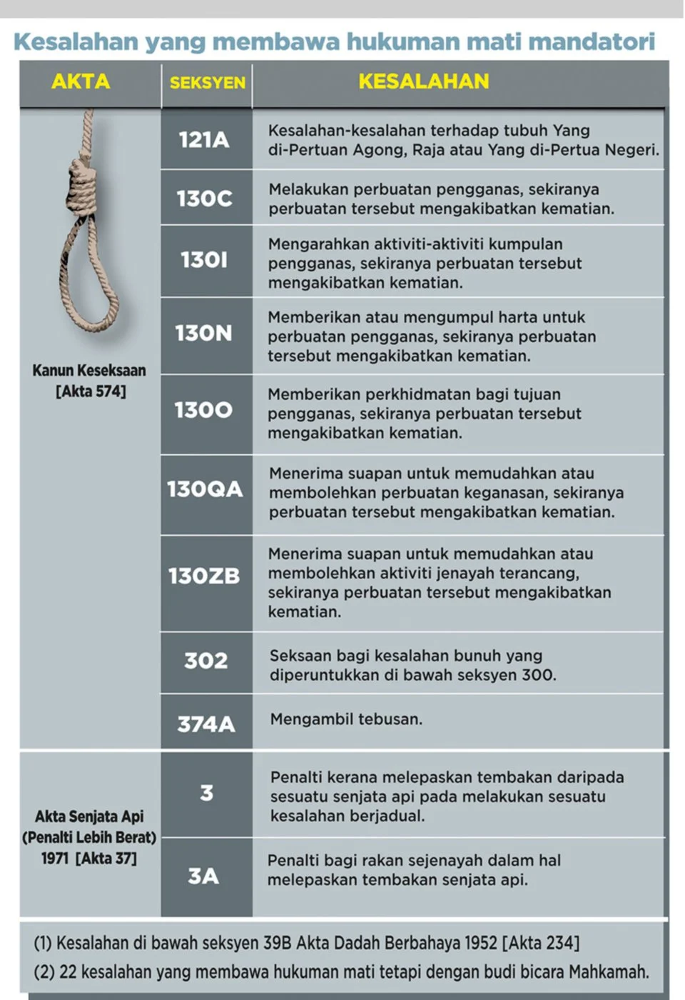 Kesalahan yang membawa hukuman mati mandatori
AKTA SEKSYEN KESALAHAN
Kanun Keseksaan
[Akta 574]
121A
Kesalahan-kesalahan terhadap tubuh Yang
di-Pertuan Agong, Raja atau Yang di-Pertua Negeri.
130C
Melakukan perbuatan pengganas, sekiranya
perbuatan tersebut mengakibatkan kematian.
130I
Mengarahkan aktiviti-aktiviti kumpulan
pengganas, sekiranya perbuatan tersebut
mengakibatkan kematian.
130N
Memberikan atau mengumpul harta untuk
perbuatan pengganas, sekiranya perbuatan
tersebut mengakibatkan kematian.
130O
Memberikan perkhidmatan bagi tujuan
pengganas, sekiranya perbuatan tersebut
mengakibatkan kematian.
130QA
Menerima suapan untuk memudahkan atau
membolehkan perbuatan keganasan, sekiranya
perbuatan tersebut mengakibatkan kematian.
130ZB
Menerima suapan untuk memudahkan atau
membolehkan aktiviti jenayah terancang,
sekiranya perbuatan tersebut mengakibatkan
kematian.
302
Seksaan bagi kesalahan bunuh yang
diperuntukkan di bawah seksyen 300.
374A
Mengambil tebusan.
Akta Senjata Api
(Penalti Lebih Berat)
1971 [Akta 37]
3
Penalti kerana melepaskan tembakan daripada
sesuatu senjata api pada melakukan sesuatu
kesalahan berjadual.
3A
Penalti bagi rakan sejenayah dalam hal
melepaskan tembakan senjata api.
(1) Kesalahan di bawah seksyen 39B Akta Dadah Berbahaya 1952 [Akta 234]
(2) 22 kesalahan yang membawa hukuman mati tetapi dengan budi bicara Mahkamah.